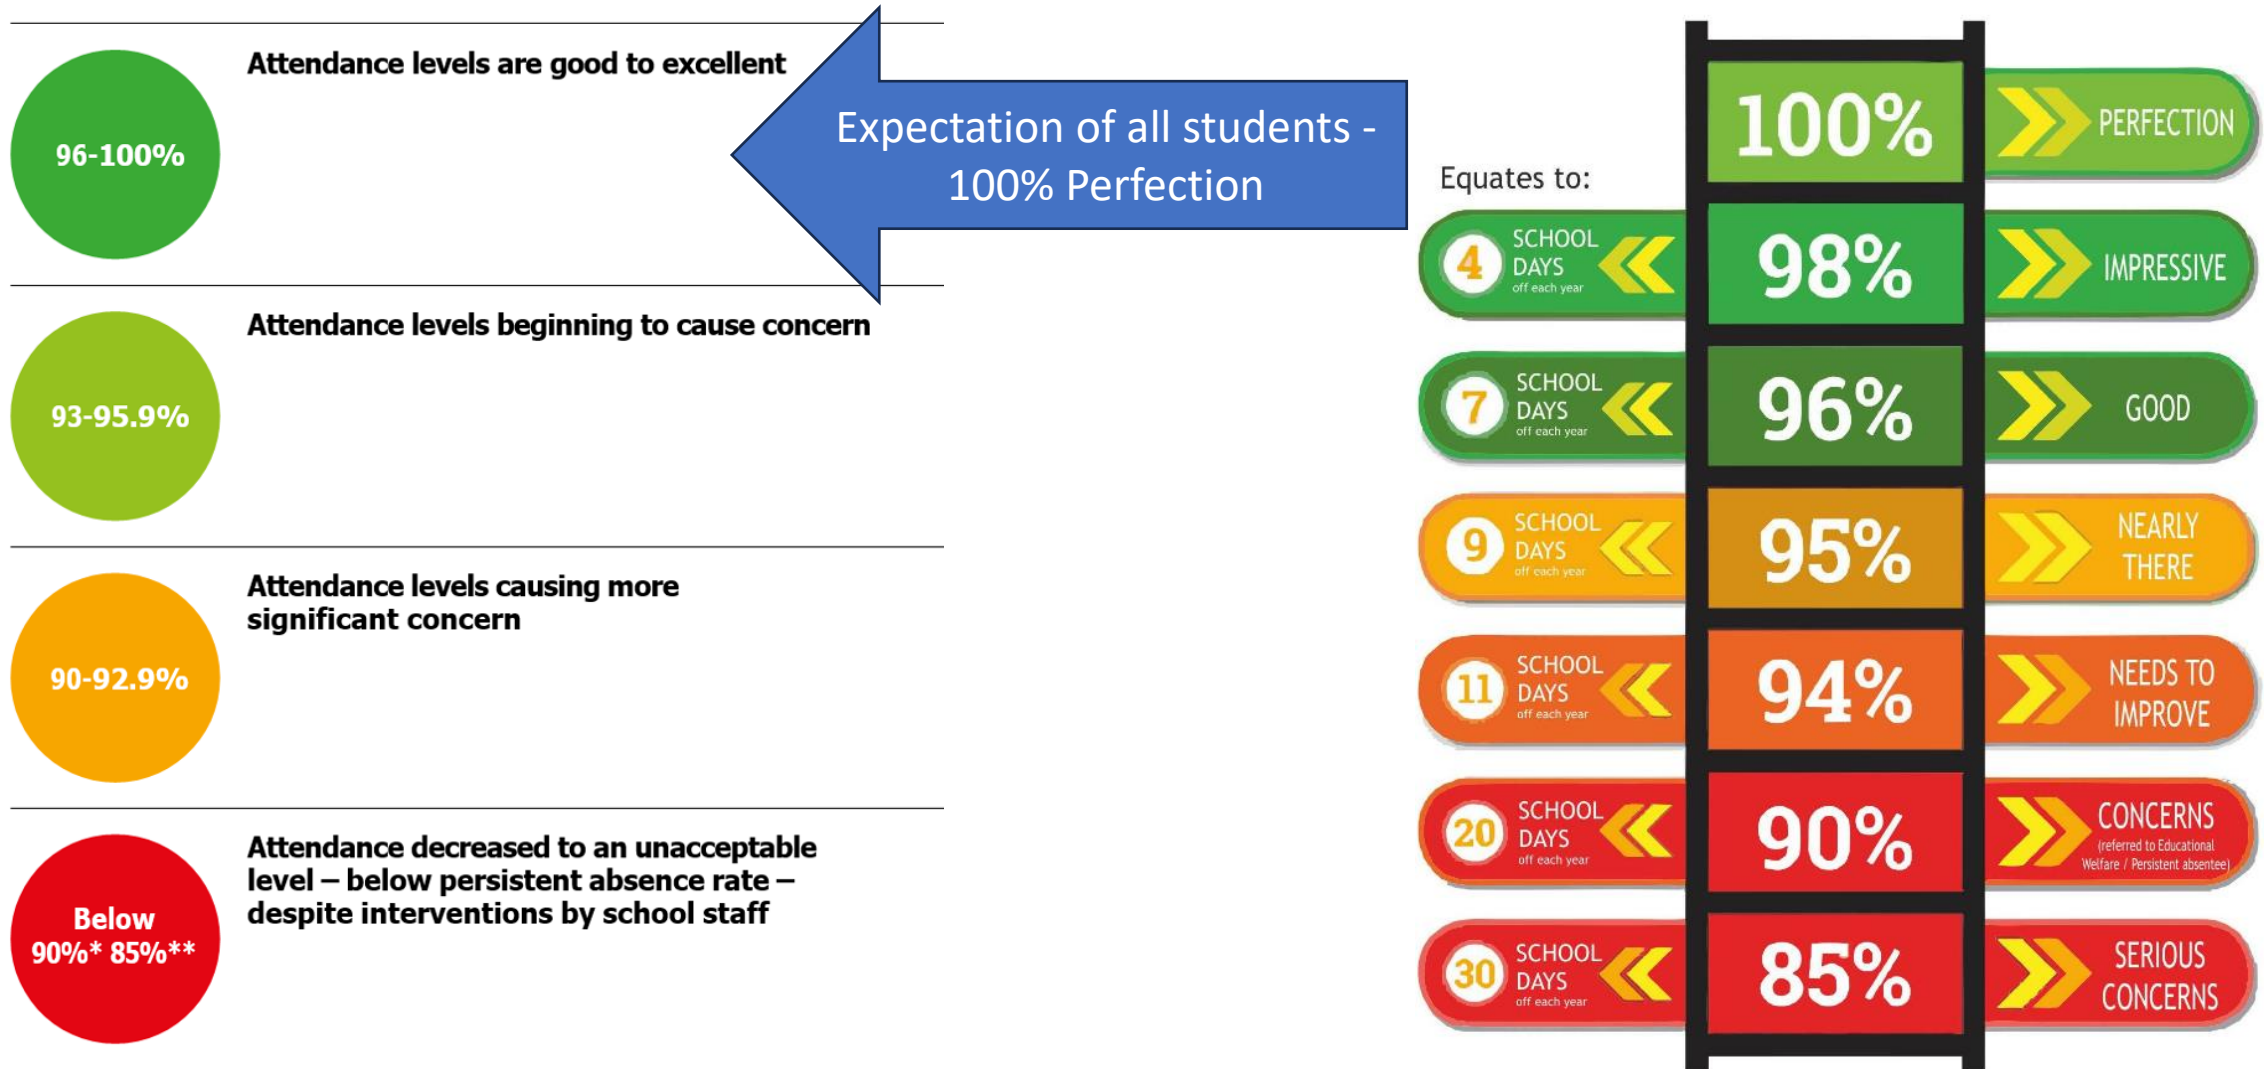 Attendance levels are good to excellent
96-100%
Expectation of all students -
100% Perfection
Attendance levels beginning to cause concern
93-95.9%
Attendance levels causing more
significant concern
90-92.9%
Attendance decreased to an unacceptable
level – below persistent absence rate –
despite interventions by school staff
Below
90%* 85%**
Equates to:
100%
PERFECTION
4
SCHOOL
DAYS
off each year
98%
IMPRESSIVE
7
SCHOOL
DAYS
off each year
96%
GOOD
9
SCHOOL
DAYS
off each year
95%
NEARLY
THERE
11
SCHOOL
DAYS
off each year
94%
NEEDS TO
IMPROVE
20
SCHOOL
DAYS
off each year
90%
CONCERNS
(referred to Educational
Welfare / Persistent absentee)
30
SCHOOL
DAYS
off each year
85%
SERIOUS
CONCERNS